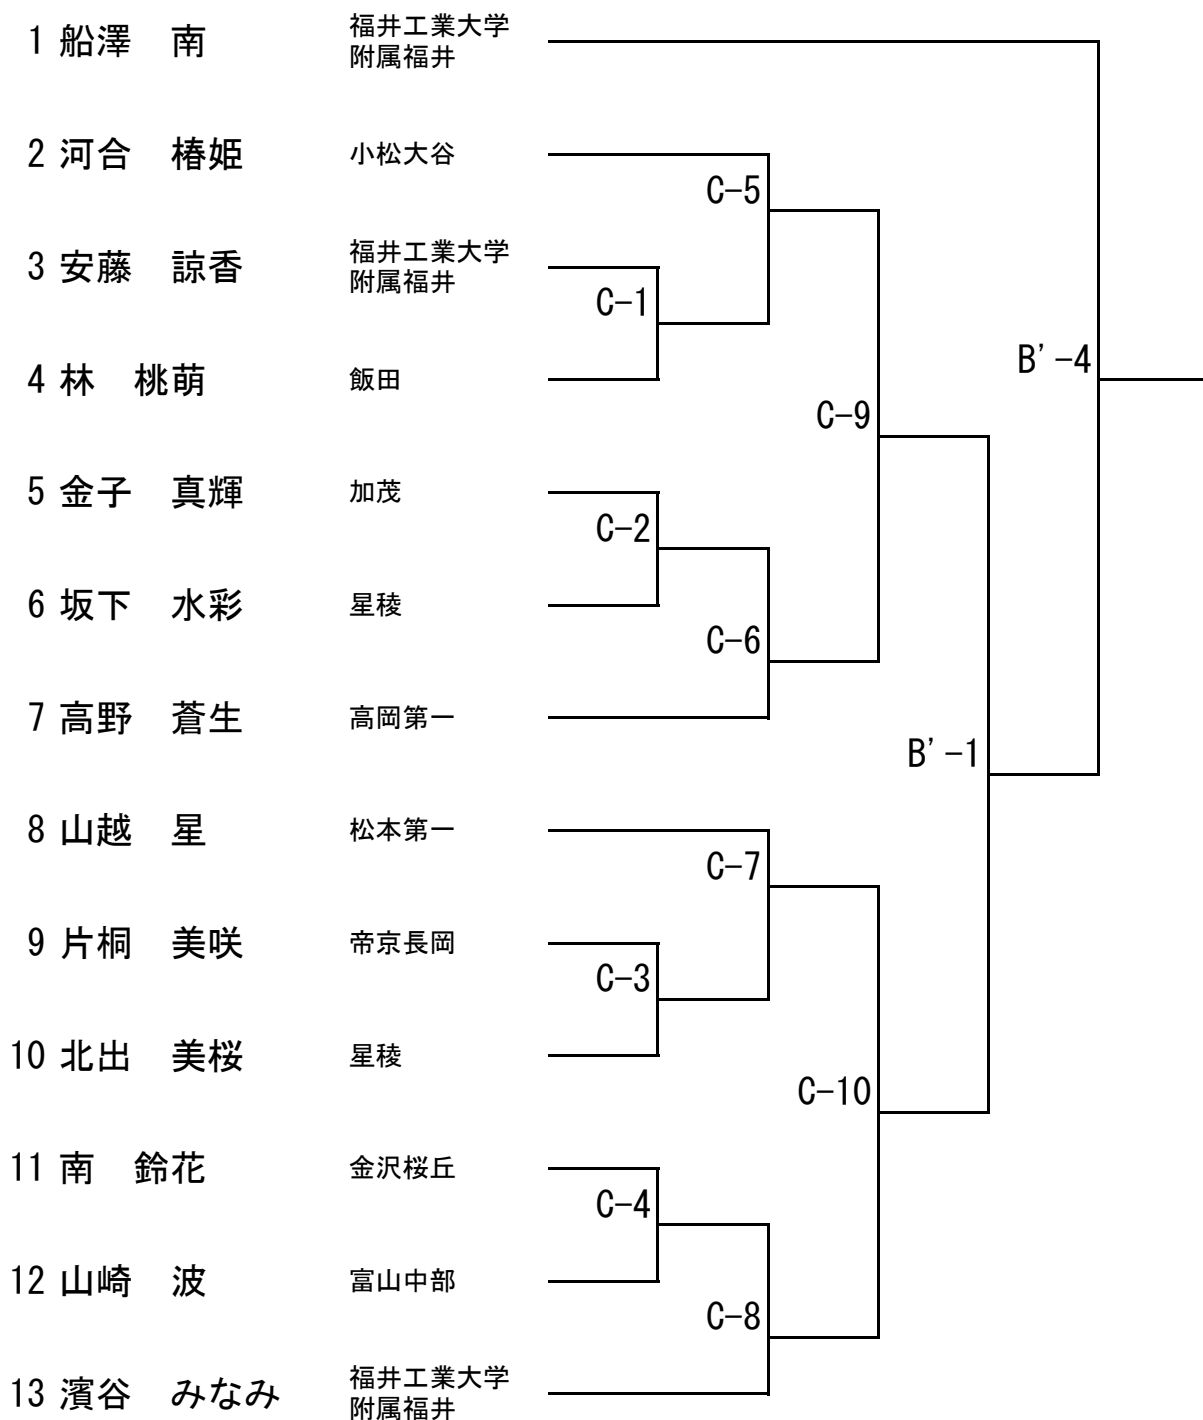 1 船澤　南 福井工業大学
附属福井
2 河合　椿姫 小松大谷
C-5
3 安藤　諒香 福井工業大学
附属福井
C-1
4 林　桃萌 飯田
B'-4
C-9
5 金子　真輝 加茂
C-2
6 坂下　水彩 星稜
C-6
7 高野　蒼生 高岡第一
B'-1
8 山越　星 松本第一
C-7
9 片桐　美咲 帝京長岡
C-3
10 北出　美桜 星稜
C-10
11 南　鈴花 金沢桜丘
C-4
12 山崎　波 富山中部
C-8
13 濱谷　みなみ 福井工業大学
附属福井